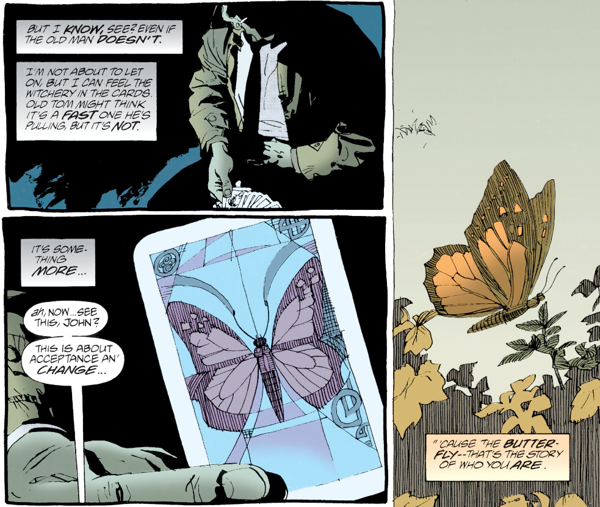 BUT I KNOW, SEE? EVEN IF
THE OLD MAN DOESN'T.
I'M NOT ABOUT TO LET
ON, BUT I CAN FEEL THE
WITCHERY IN THE CARDS.
OLD TOM MIGHT THINK
IT'S A FAST ONE HE'S
PULLING, BUT IT'S NOT.
IT'S SOME-
THING
MORE...
ah, NOW...SEE
THIS, JOHN?
THIS IS ABOUT
ACCEPTANCE AN'
CHANGE...
"'CAUSE THE BUTTER-
FLY--THAT'S THE STORY
OF WHO YOU ARE.